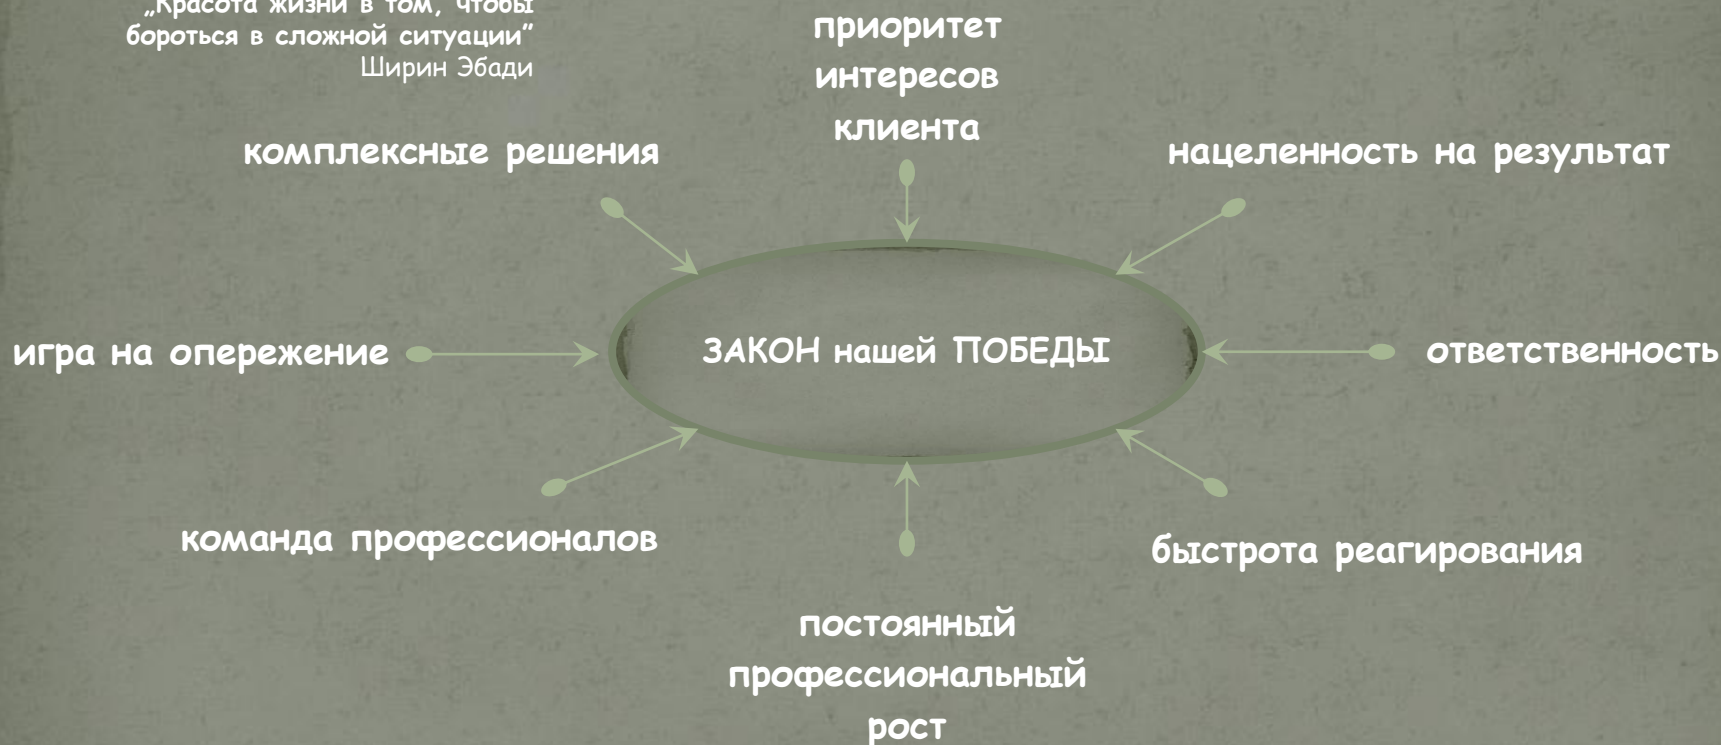 „Красота жизни в том, чтобы
бороться в сложной ситуации”
Ширин Эбади
приоритет
интересов
клиента
комплексные решения
нацеленность на результат
игра на опережение
ЗАКОН нашей ПОБЕДЫ
ответственность
команда профессионалов
быстрота реагирования
постоянный
профессиональный
рост